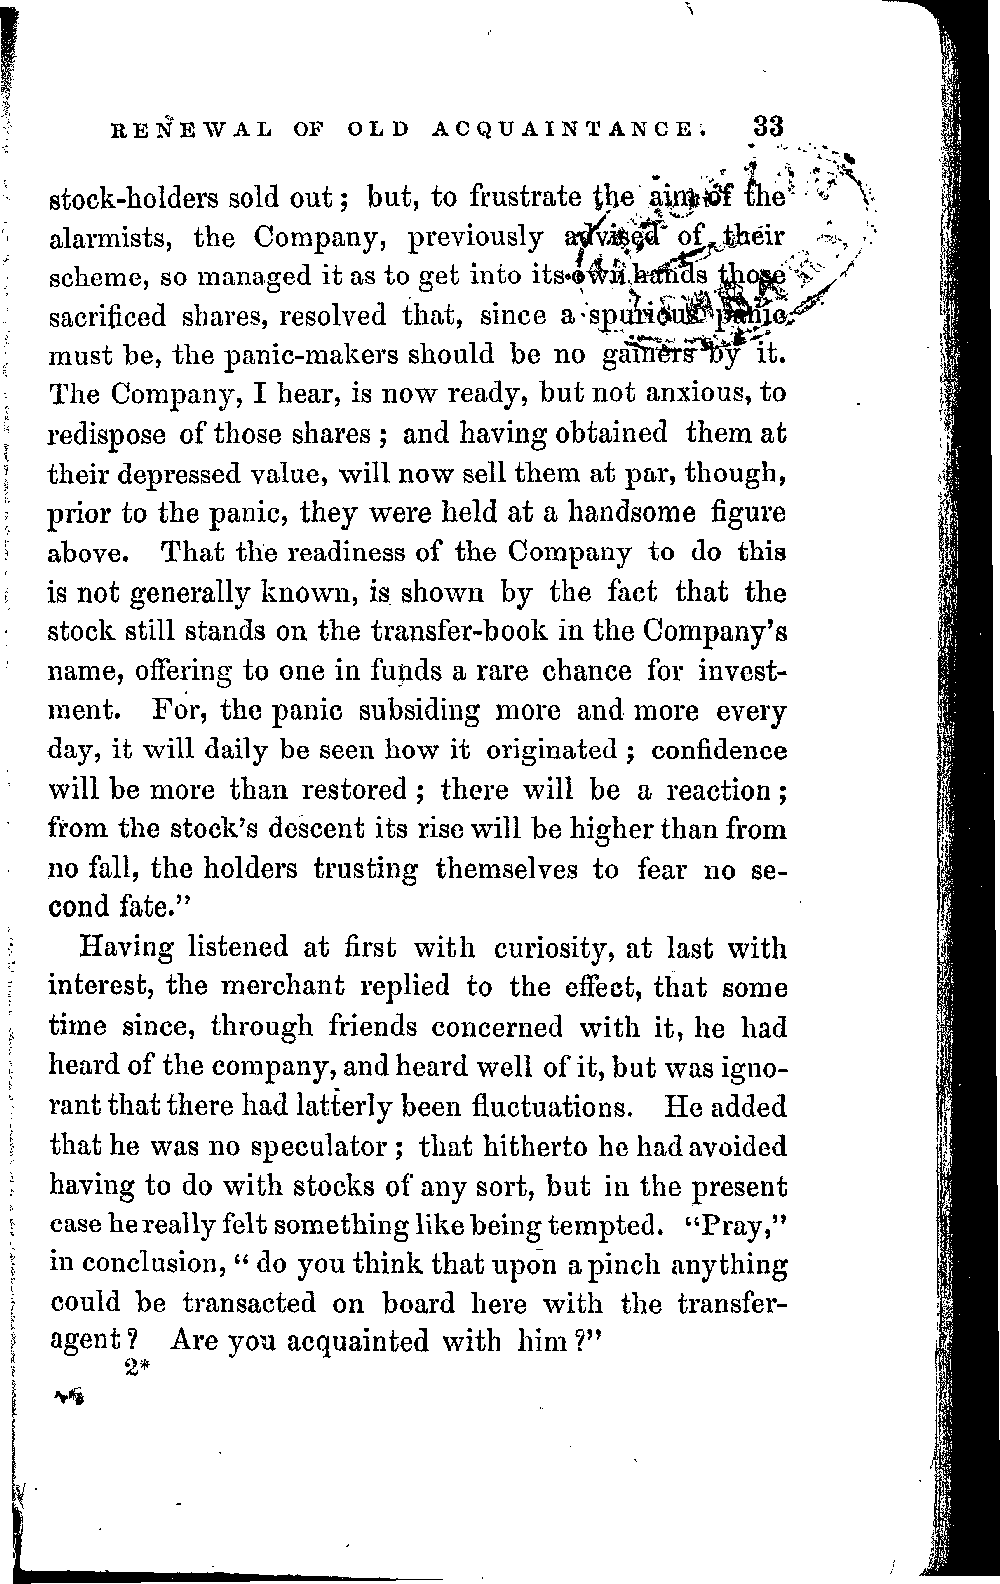 RENEWAL OF OLD ACQUAINTANCE. 33
stock-holders sold out; but, to frustrate the aim of the
alarmists, the Company, previously advised of their
scheme, so managed it as to get into its own hands those
sacrificed shares, resolved that, since a spurious panic
must be, the panic-makers should be no gainers by it.
The Company, I hear, is now ready, but not anxious, to
redispose of those shares; and having obtained them at
their depressed value, will now sell them at par, though,
prior to the panic, they were held at a handsome figure
above. That the readiness of the Company to do this
is not generally known, is shown by the fact that the
stock still stands on the transfer-book in the Company's
name, offering to one in funds a rare chance for invest-
ment. For, the panic subsiding more and more every
day, it will daily be seen how it originated; confidence
will be more than restored; there will be a reaction;
from the stock's descent its rise will be higher than from
no fall, the holders trusting themselves to fear no se-
cond fate."
Having listened at first with curiosity, at last with
interest, the merchant replied to the effect, that some
time since, through friends concerned with it, he had
heard of the company, and heard well of it, but was igno-
rant that there had latterly been fluctuations. He added
that he was no speculator; that hitherto he had avoided
having to do with stocks of any sort, but in the present
case he really felt something like being tempted. "Pray,"
in conclusion, "do you think that upon a pinch anything
could be transacted on board here with the transfer-
agent? Are you acquainted with him?"
2*